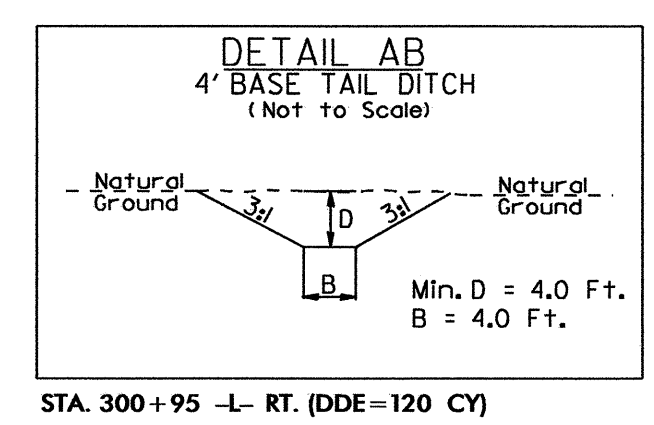 DETAIL AB
4' BASE TAIL DITCH
(Not to Scale)
Natural
Ground
3:1
D
3:1
Natural
Ground
B
Min. D = 4.0 Ft.
B = 4.0 Ft.
STA. 300+95 -L- RT. (DDE=120 CY)